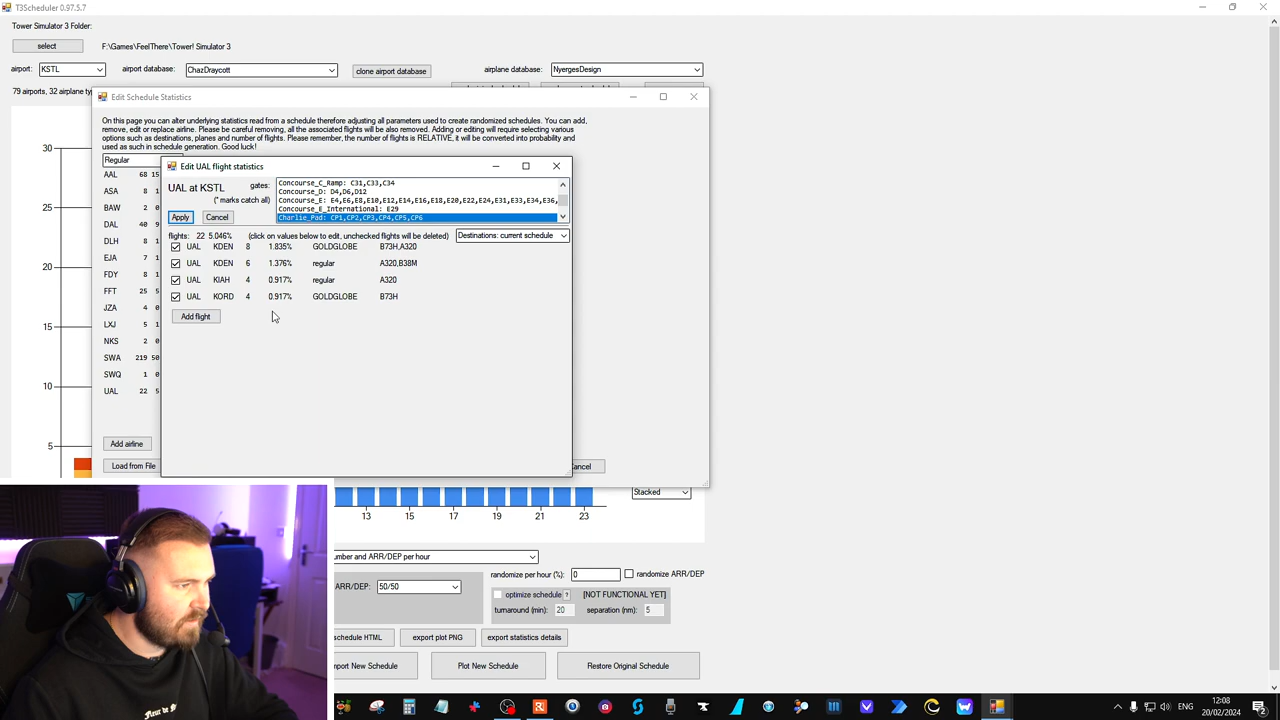 T3Scheduler 0.97.5.7
Tower Simulator 3 Folder:
select F:\Games\FeelThere\Tower! Simulator 3
airport: KSTL airport database: ChazDraycott clone airport database airplane database: NyergesDesign
79 airports, 32 airplane ty
Edit Schedule Statistics
On this page you can alter underlying statistics read from a schedule therefore adjusting all parameters used to create randomized schedules. You can add,
remove, edit or replace airline. Please be careful removing, all the associated flights will be also removed. Adding or editing will require selecting various
options such as destinations, planes and number of flights. Please remember, the number of flights is RELATIVE, it will be converted into probability and
used as such in schedule generation. Good luck!
Regular
Edit UAL flight statistics
UAL at KSTL gates:
(* marks catch all)
Concourse_C_Ramp: C31,C33,C34
Concourse_D: D4,D6,D12
Concourse_E: E4,E6,E8,E10,E12,E14,E16,E18,E20,E22,E24,E31,E33,E34,E36,
Concourse_E_International: E29
Charlie_Pad: CP1,CP2,CP3,CP4,CP5,CP6
Apply Cancel
flights: 22 5.046% (click on values below to edit, unchecked flights will be deleted) Destinations: current schedule
UAL KDEN 8 1.835% GOLDGLOBE B73H,A320
UAL KDEN 6 1.376% regular A320,B38M
UAL KIAH 4 0.917% regular A320
UAL KORD 4 0.917% GOLDGLOBE B73H
Add flight
AAL 68 15
ASA 8 1
BAW 2 0
DAL 40 9
DLH 8 1
EJA 7 1
FDY 8 1
FFT 25 5
JZA 4 0
LXJ 5 1
NKS 2 0
SWA 219 50
SWQ 1 0
UAL 22 5
Add airline
Load from File
ancel
30
25
20
15
10
5
Stacked
13 15 17 19 21 23
umber and ARR/DEP per hour
ARR/DEP: 50/50
randomize per hour (%): 0 randomize ARR/DEP
optimize schedule ? [NOT FUNCTIONAL YET]
turnaround (min): 20 separation (nm): 5
schedule HTML export plot PNG export statistics details
port New Schedule Plot New Schedule Restore Original Schedule
12:08
20/02/2024